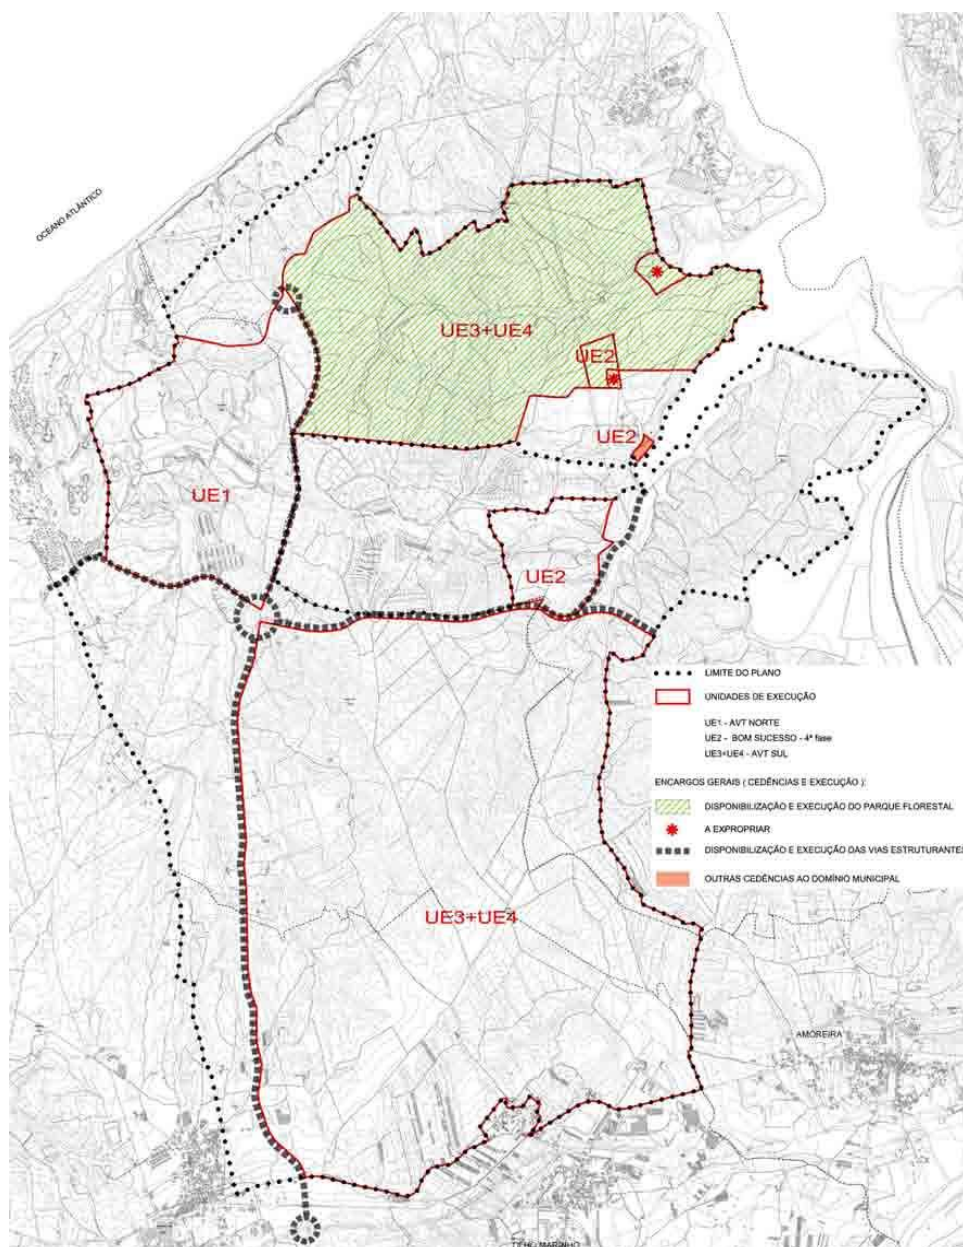 OCEANO ATLÂNTICO
UE3+UE4
UE2
UE2
UE1
UE2
LIMITE DO PLANO
UNIDADES DE EXECUÇÃO
UE1 - AVT NORTE
UE2 - BOM SUCESSO - 4ª fase
UE3+UE4 - AVT SUL
ENCARGOS GERAIS ( CEDÊNCIAS E EXECUÇÃO ):
DISPONIBILIZAÇÃO E EXECUÇÃO DO PARQUE FLORESTAL
A EXPROPRIAR
DISPONIBILIZAÇÃO E EXECUÇÃO DAS VIAS ESTRUTURANTES
OUTRAS CEDÊNCIAS AO DOMÍNIO MUNICIPAL
UE3+UE4
AMOREIRA